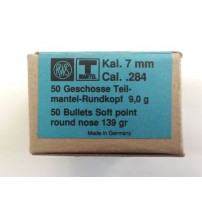 RWS
T
MANTEL
Kal. 7 mm
Cal. .284
50 Geschosse Teil-
mantel-Rundkopf 9,0 g
50 Bullets Soft point
round nose 139 gr
Made in Germany